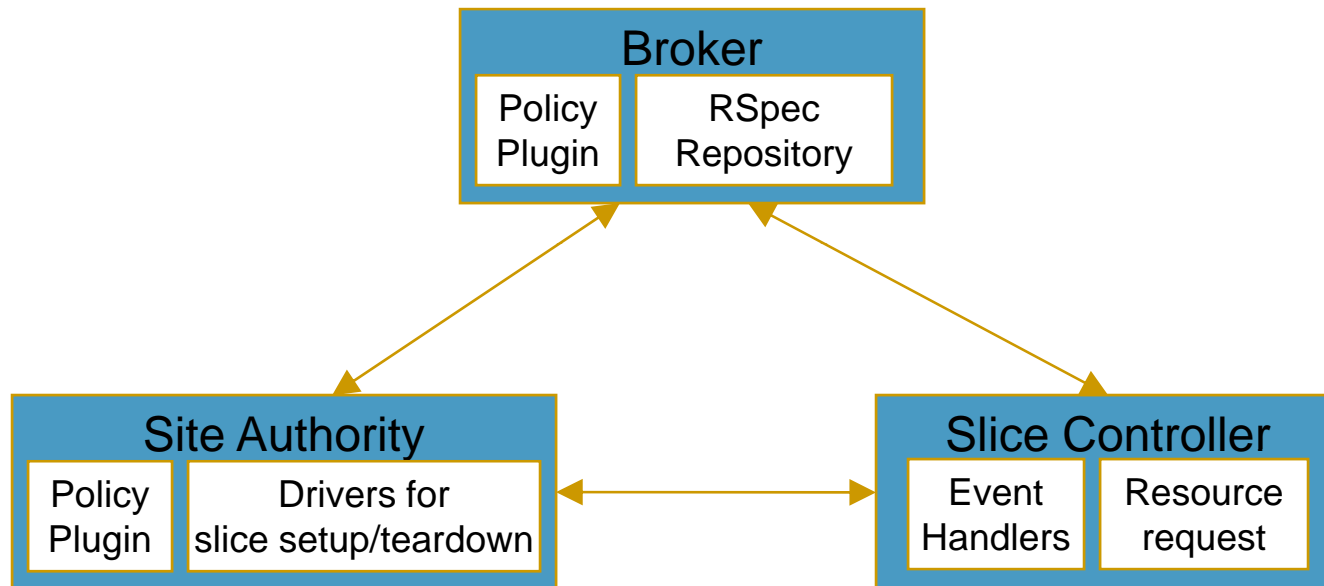 Broker
Policy
Plugin
RSpec
Repository
Site Authority
Policy
Plugin
Drivers for
slice setup/teardown
Slice Controller
Event
Handlers
Resource
request